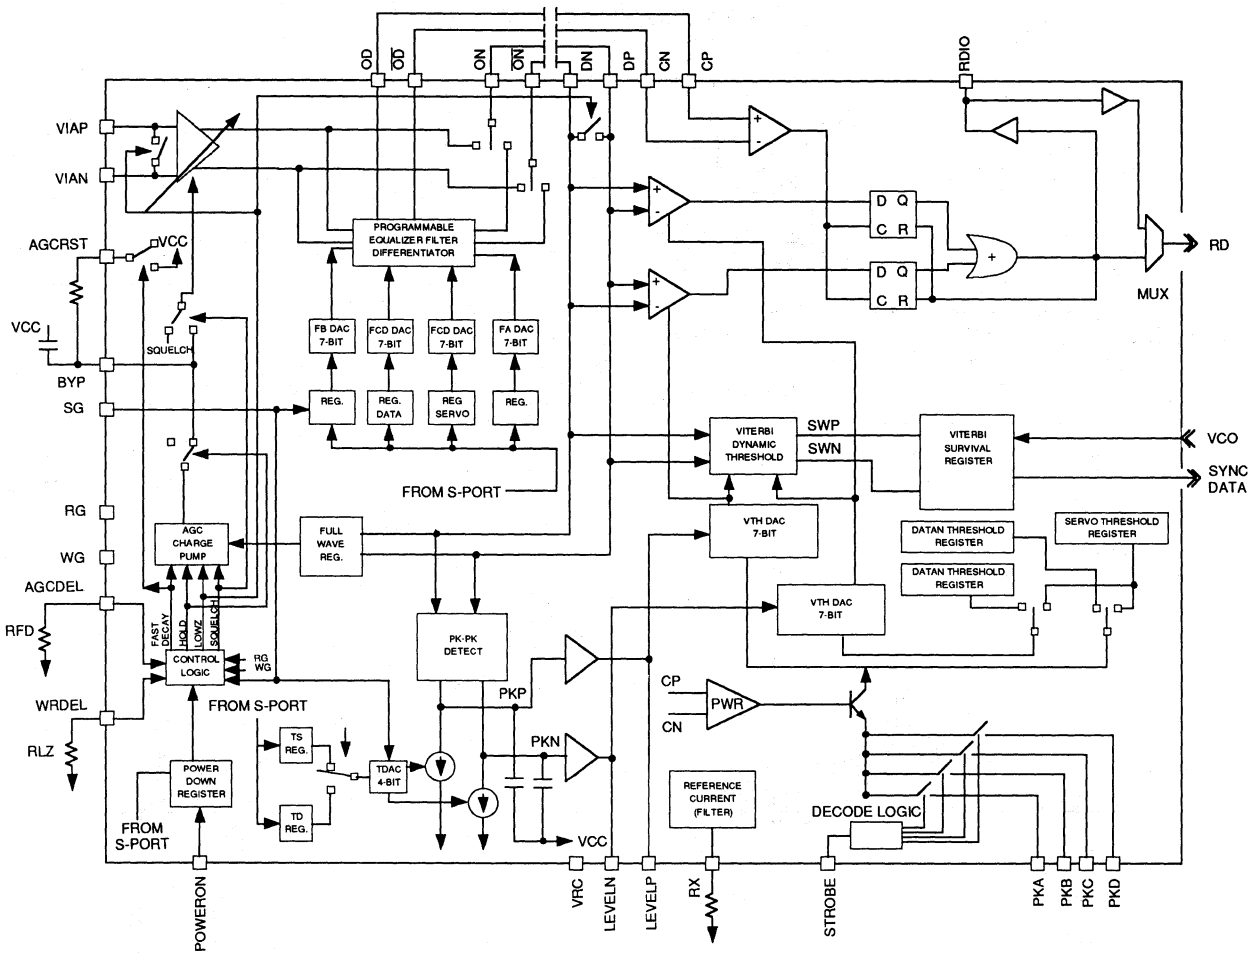 OD
OD
ON
ON
DN
DP
CN
CP
RDIO
VIAP
VIAN
AGCRST
VCC
VCC
SQUELCH
BYP
SG
RG
WG
AGCDEL
RFD
WRDEL
RLZ
PROGRAMMABLE
EQUALIZER FILTER
DIFFERENTIATOR
FB DAC
7-BIT
FCD DAC
7-BIT
FCD DAC
7-BIT
FA DAC
7-BIT
REG.
REG.
DATA
REG
SERVO
REG.
FROM S-PORT
+
-
+
-
+
-
D Q
C R
D Q
C R
+
MUX
RD
VITERBI
DYNAMIC
THRESHOLD
SWP
SWN
VITERBI
SURVIVAL
REGISTER
VCO
SYNC
DATA
AGC
CHARGE
PUMP
FULL
WAVE
REG.
VTH DAC
7-BIT
VTH DAC
7-BIT
DATAN THRESHOLD
REGISTER
SERVO THRESHOLD
REGISTER
DATAN THRESHOLD
REGISTER
FAST
DECAY
HOLD
LOWZ
SQUELCH
CONTROL
LOGIC
RG
WG
PK-PK
DETECT
PKP
PKN
FROM S-PORT
TS
REG.
TD
REG.
TDAC
4-BIT
POWER
DOWN
REGISTER
FROM
S-PORT
VCC
CP
CN
PWR
REFERENCE
CURRENT
(FILTER)
DECODE LOGIC
POWERON
VRC
LEVELN
LEVELP
RX
STROBE
PKA
PKB
PKC
PKD